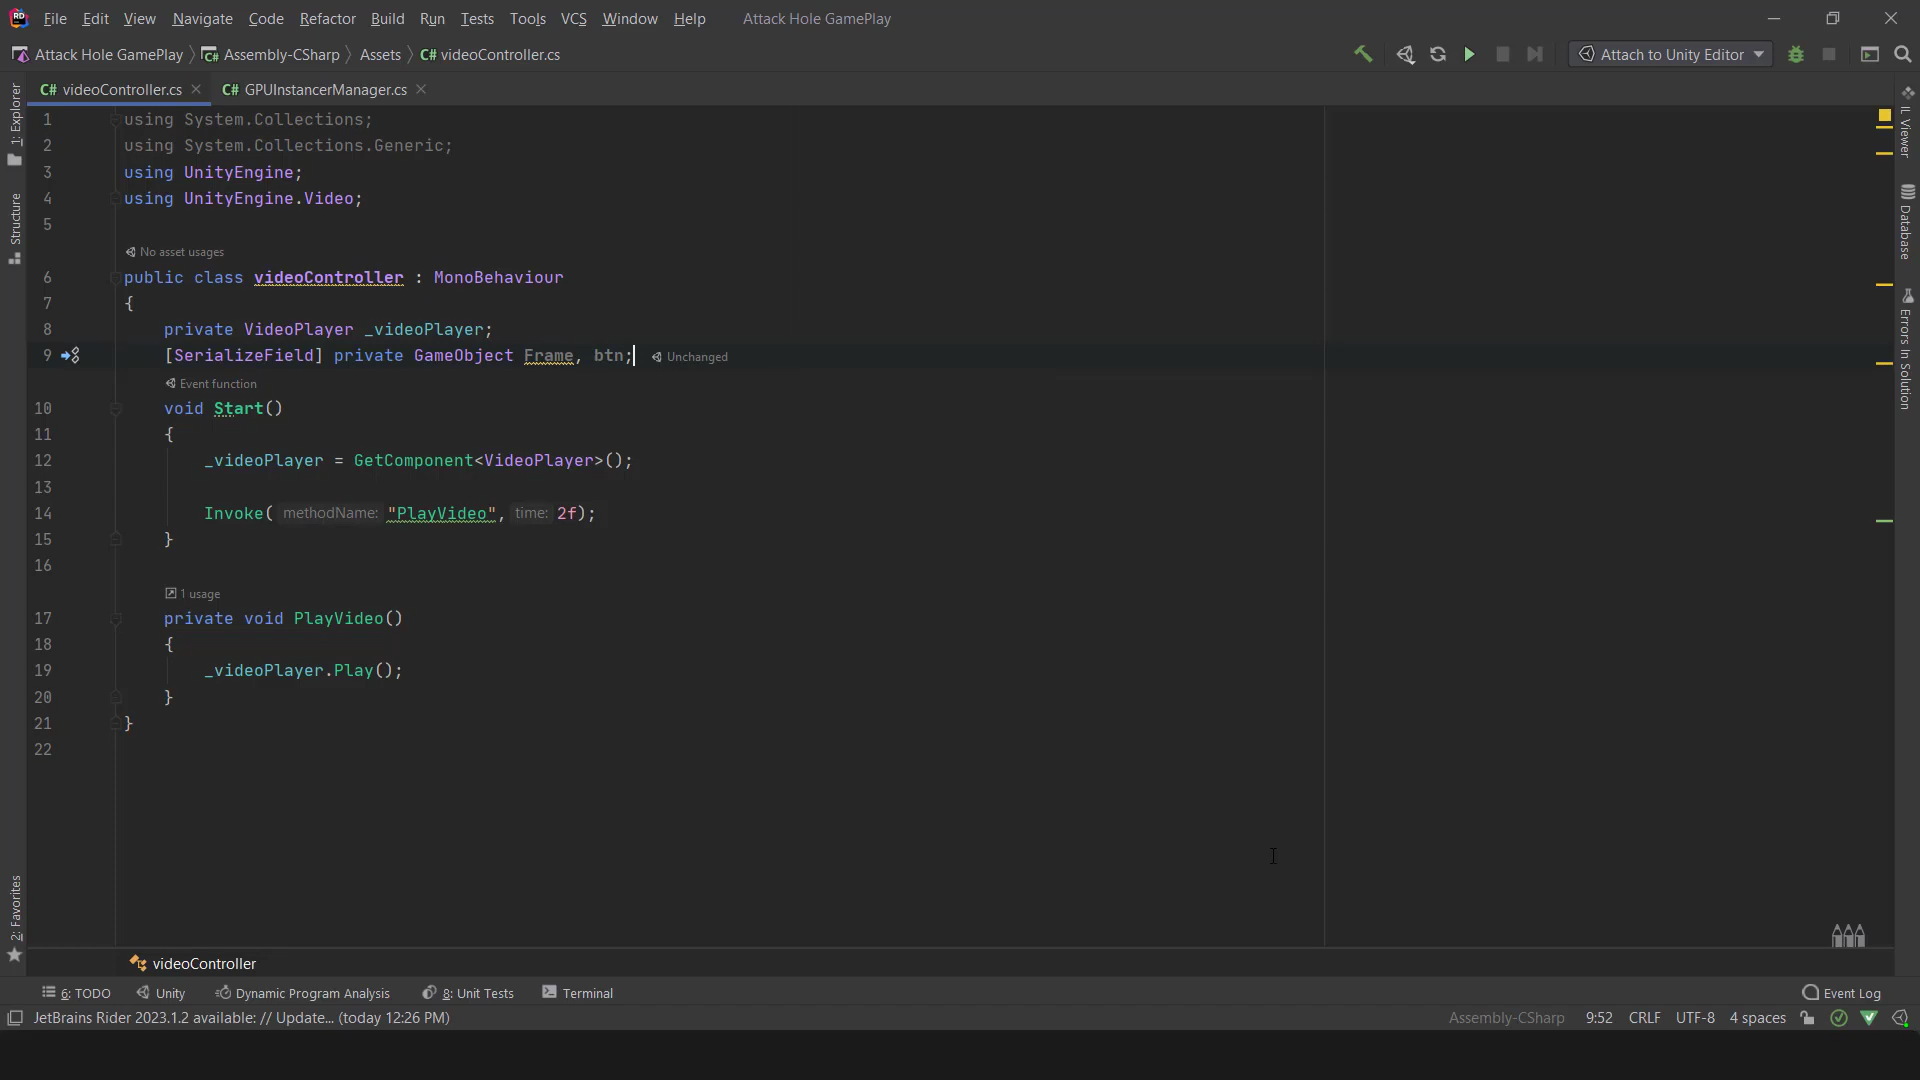 File Edit View Navigate Code Refactor Build Run Tests Tools VCS Window Help Attack Hole GamePlay
Attack Hole GamePlay Assembly-CSharp Assets C# videoController.cs Attach to Unity Editor
C# videoController.cs C# GPUInstancerManager.cs
1: Explorer
Structure
2: Favorites
1 using System.Collections;
2 using System.Collections.Generic;
3 using UnityEngine;
4 using UnityEngine.Video;
5
No asset usages
6 public class videoController : MonoBehaviour
7 {
8 private VideoPlayer _videoPlayer;
9 [SerializeField] private GameObject Frame, btn; Unchanged
Event function
10 void Start()
11 {
12 _videoPlayer = GetComponent<VideoPlayer>();
13
14 Invoke( methodName: "PlayVideo", time: 2f);
15 }
16
1 usage
17 private void PlayVideo()
18 {
19 _videoPlayer.Play();
20 }
21 }
22
IL Viewer
Database
Errors In Solution
videoController
6: TODO Unity Dynamic Program Analysis 8: Unit Tests Terminal Event Log
JetBrains Rider 2023.1.2 available: // Update... (today 12:26 PM) Assembly-CSharp 9:52 CRLF UTF-8 4 spaces